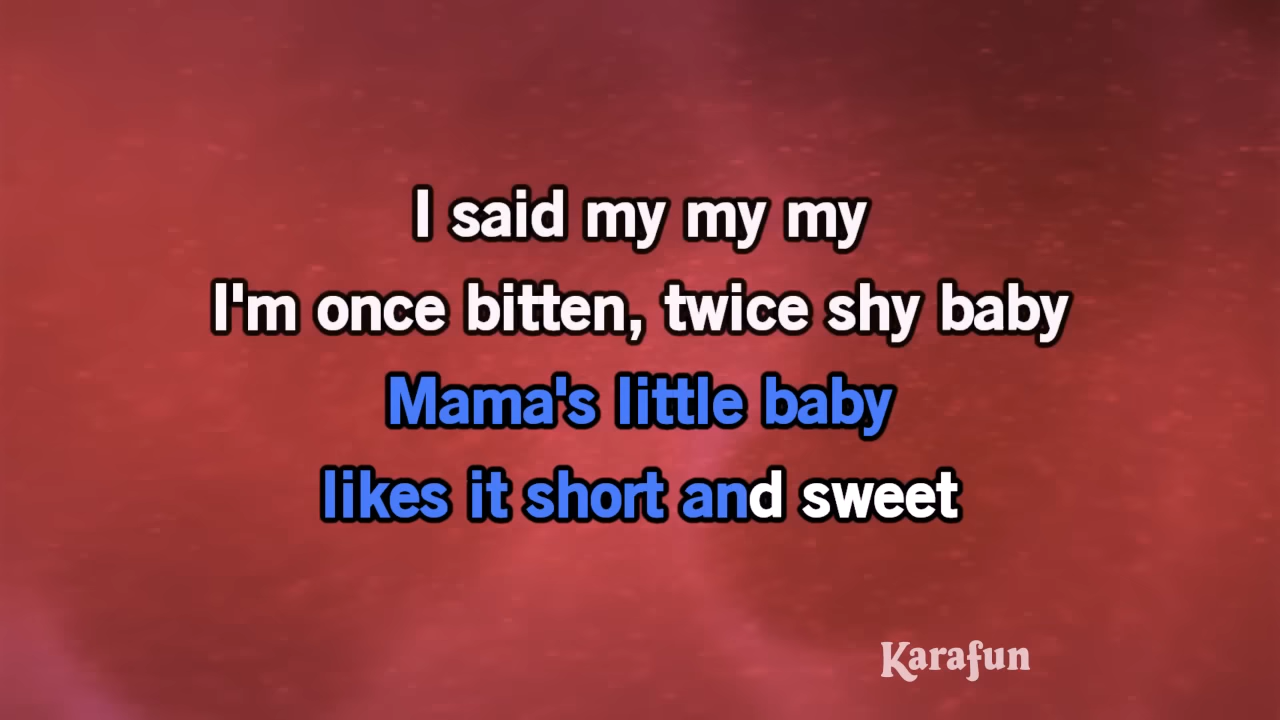 I said my my my
I'm once bitten, twice shy baby
Mama's little baby
likes it short and sweet
Karafun